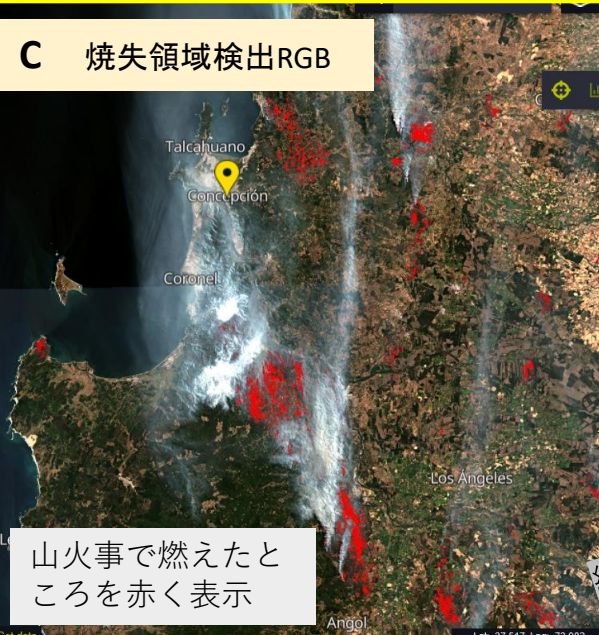 C 焼失領域検出RGB
Talcahuano
Concepción
Coronel
Los Ángeles
山火事で燃えたと
ころを赤く表示
Angol